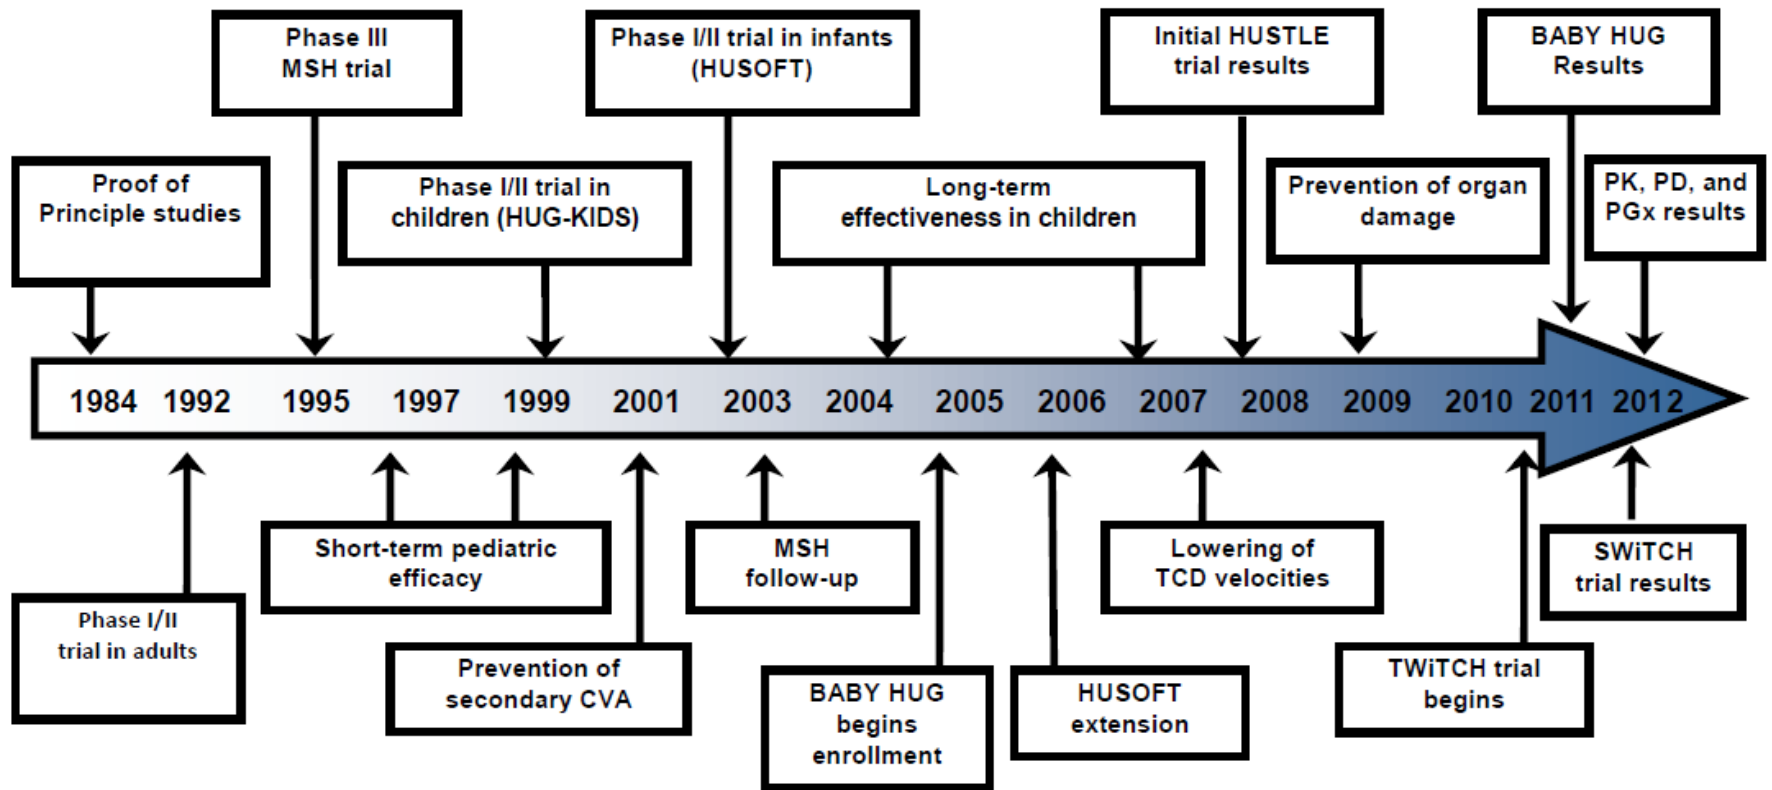 Phase III
MSH trial
Phase I/II trial in infants
(HUSOFT)
Initial HUSTLE
trial results
BABY HUG
Results
Proof of
Principle studies
Phase I/II trial in
children (HUG-KIDS)
Long-term
effectiveness in children
Prevention of organ
damage
PK, PD, and
PGx results
1984 1992 1995 1997 1999 2001 2003 2004 2005 2006 2007 2008 2009 2010 2011 2012
Short-term pediatric
efficacy
MSH
follow-up
Lowering of
TCD velocities
SWiTCH
trial results
Phase I/II
trial in adults
Prevention of
secondary CVA
BABY HUG
begins
enrollment
HUSOFT
extension
TWiTCH trial
begins